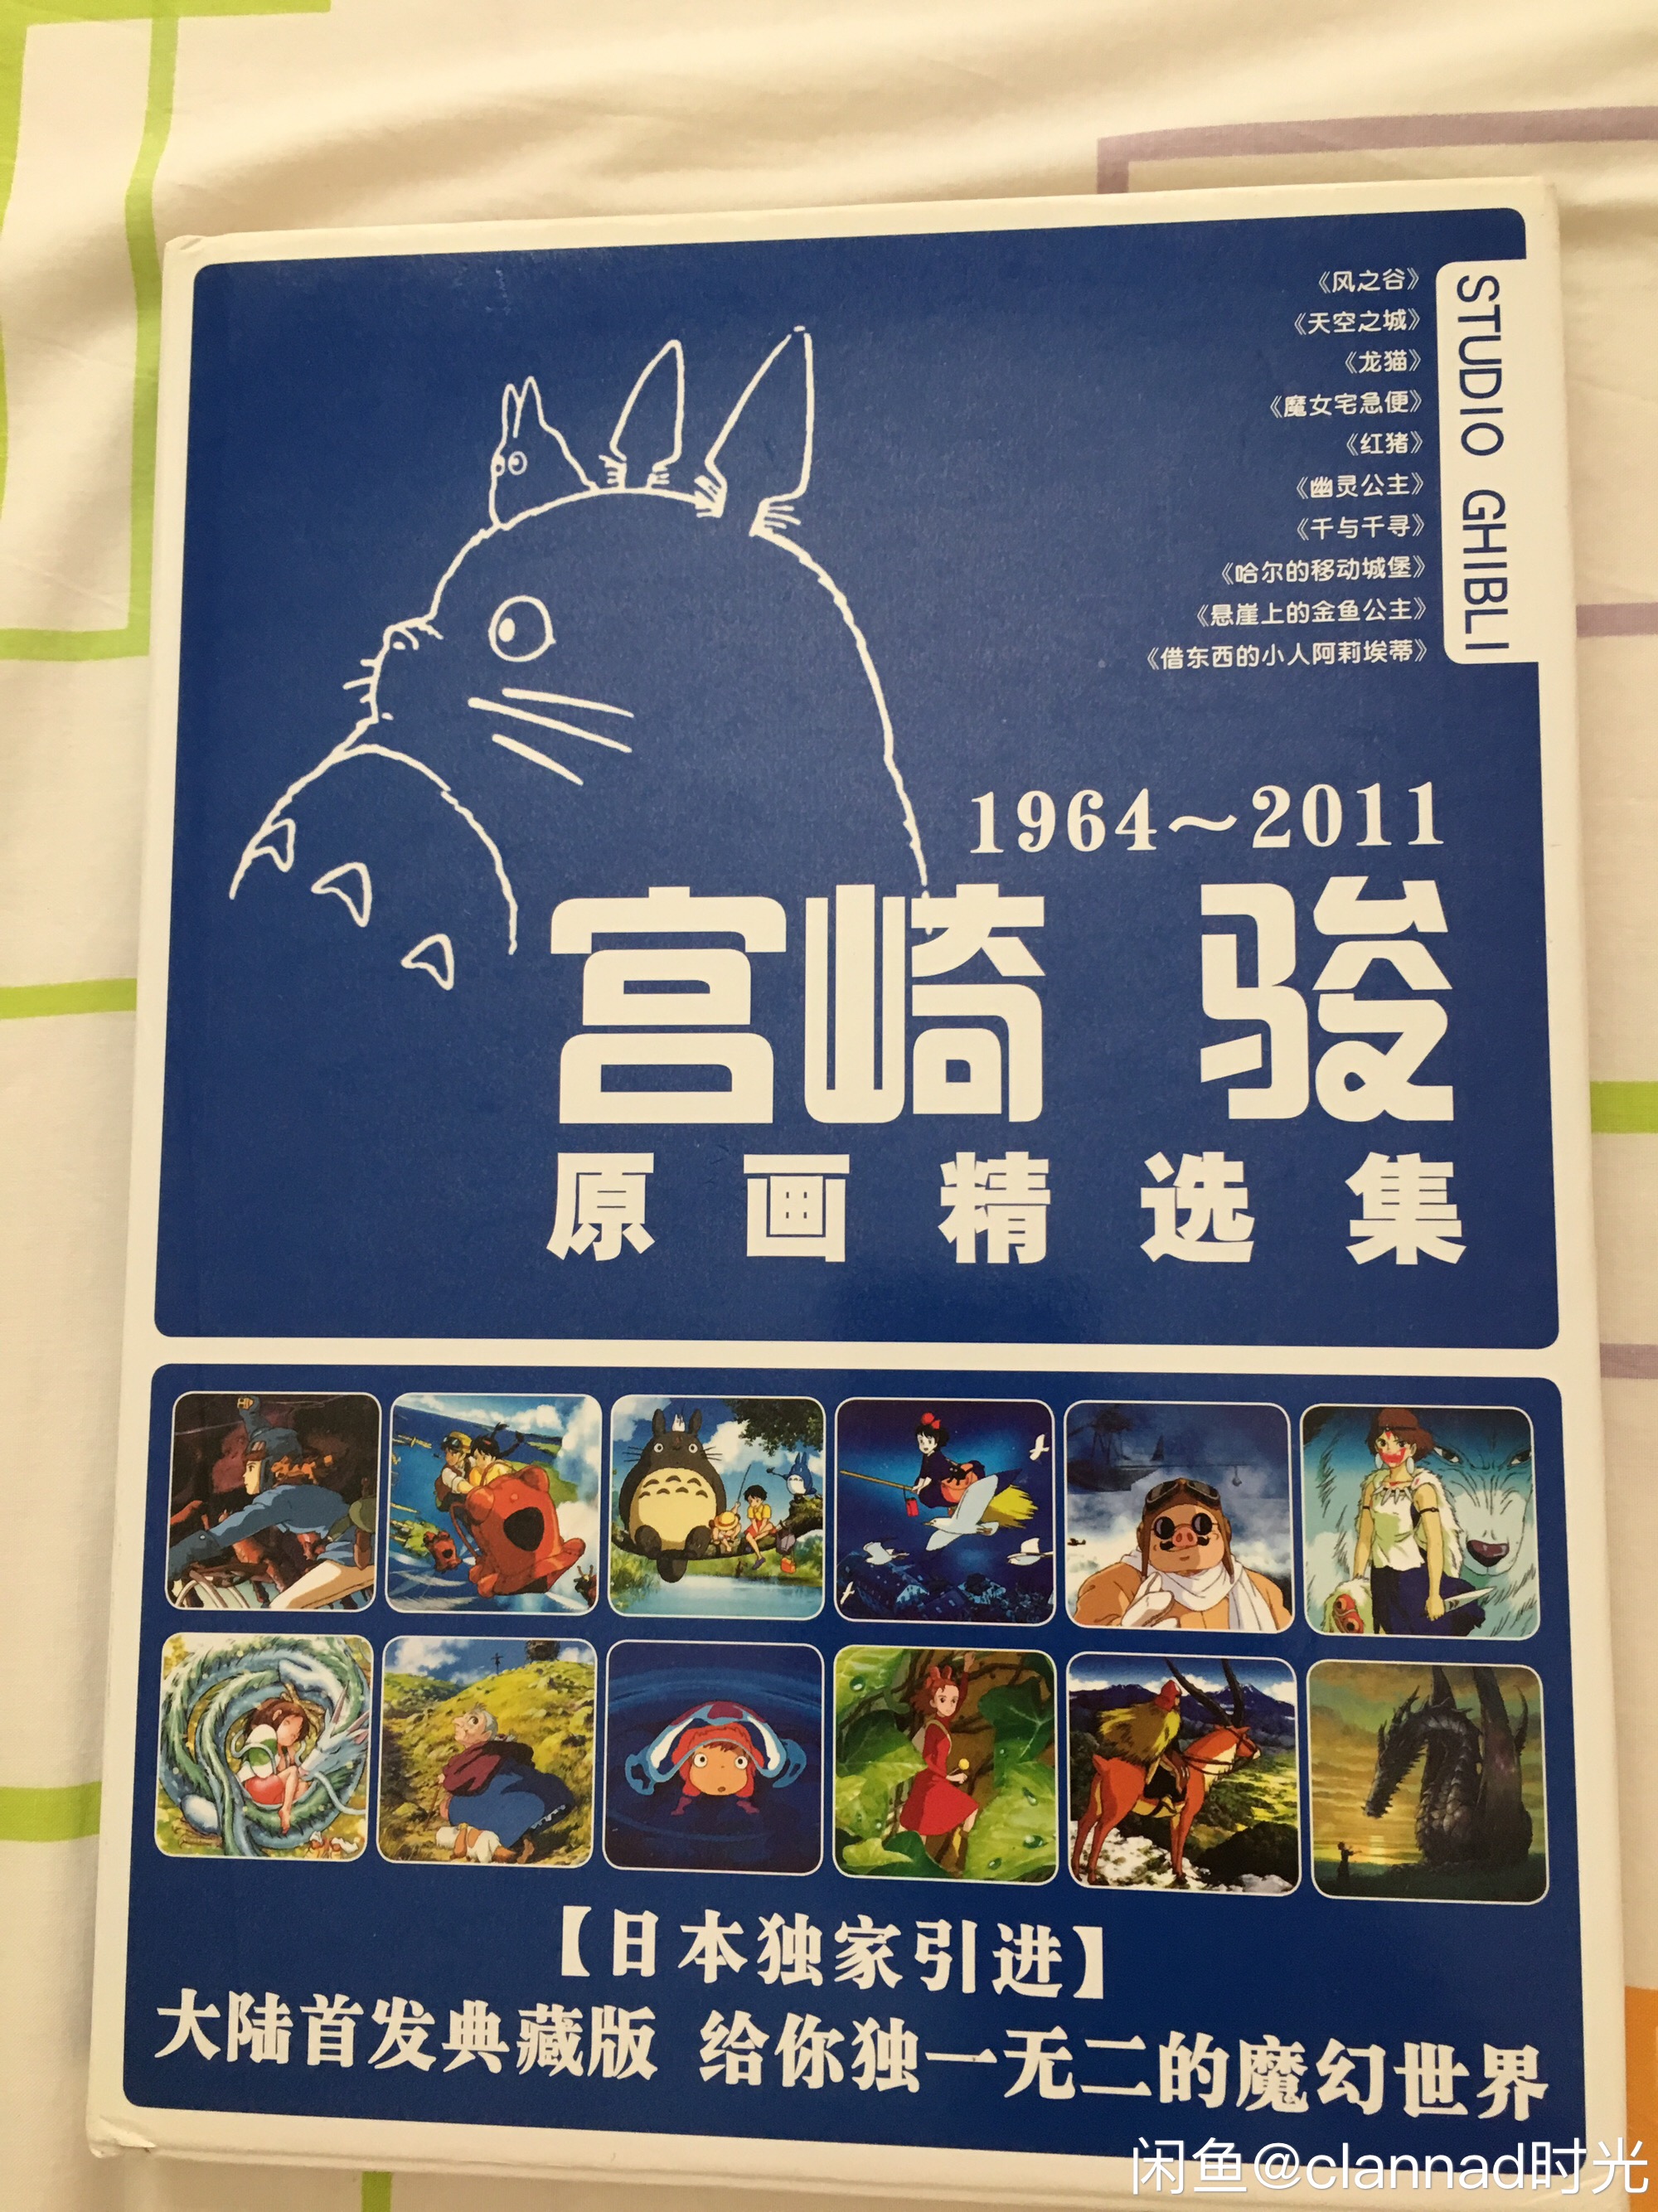 《风之谷》
《天空之城》
《龙猫》
《魔女宅急便》
《红猪》
《幽灵公主》
《千与千寻》
《哈尔的移动城堡》
《悬崖上的金鱼公主》
《借东西的小人阿莉埃蒂》
STUDIO GHIBLI
1964~2011
宫崎 骏
原画精选集
【日本独家引进】
大陆首发典藏版 给你独一无二的魔幻世界
闲鱼@clannad时光